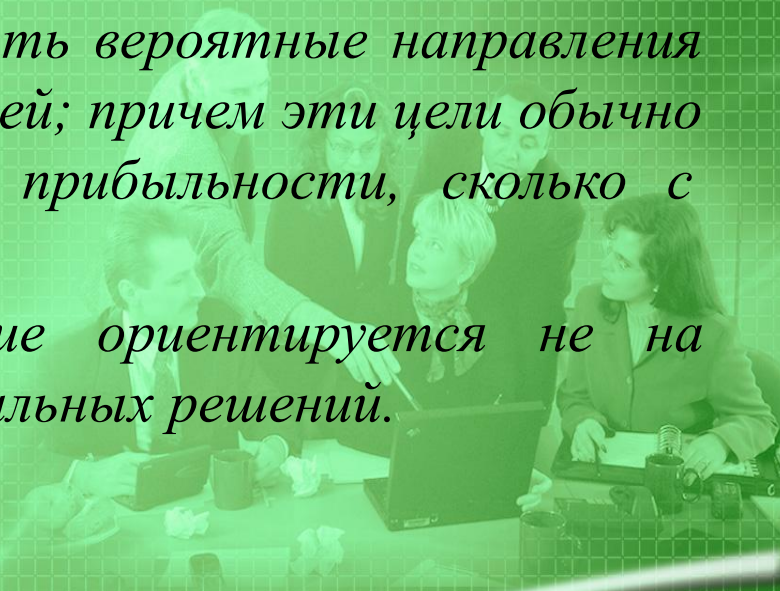 ть вероятные направления
ей; причем эти цели обычно
прибыльности, сколько с
ие ориентируется не на
льных решений.